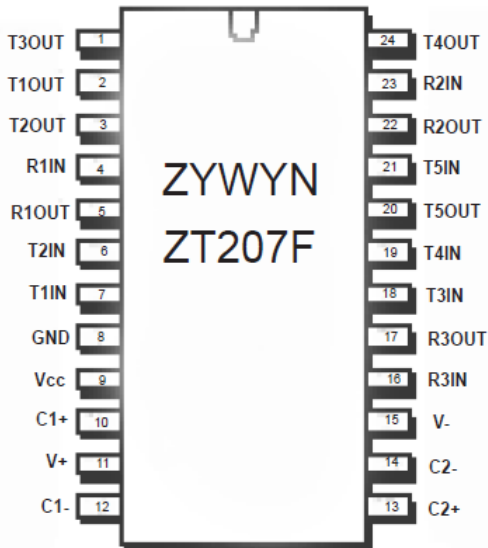 T3OUT 1 24 T4OUT
T1OUT 2 23 R2IN
T2OUT 3 22 R2OUT
R1IN 4 21 T5IN
R1OUT 5 20 T5OUT
T2IN 6 19 T4IN
T1IN 7 18 T3IN
GND 8 17 R3OUT
Vcc 9 16 R3IN
C1+ 10 15 V-
V+ 11 14 C2-
C1- 12 13 C2+
ZYWYN
ZT207F